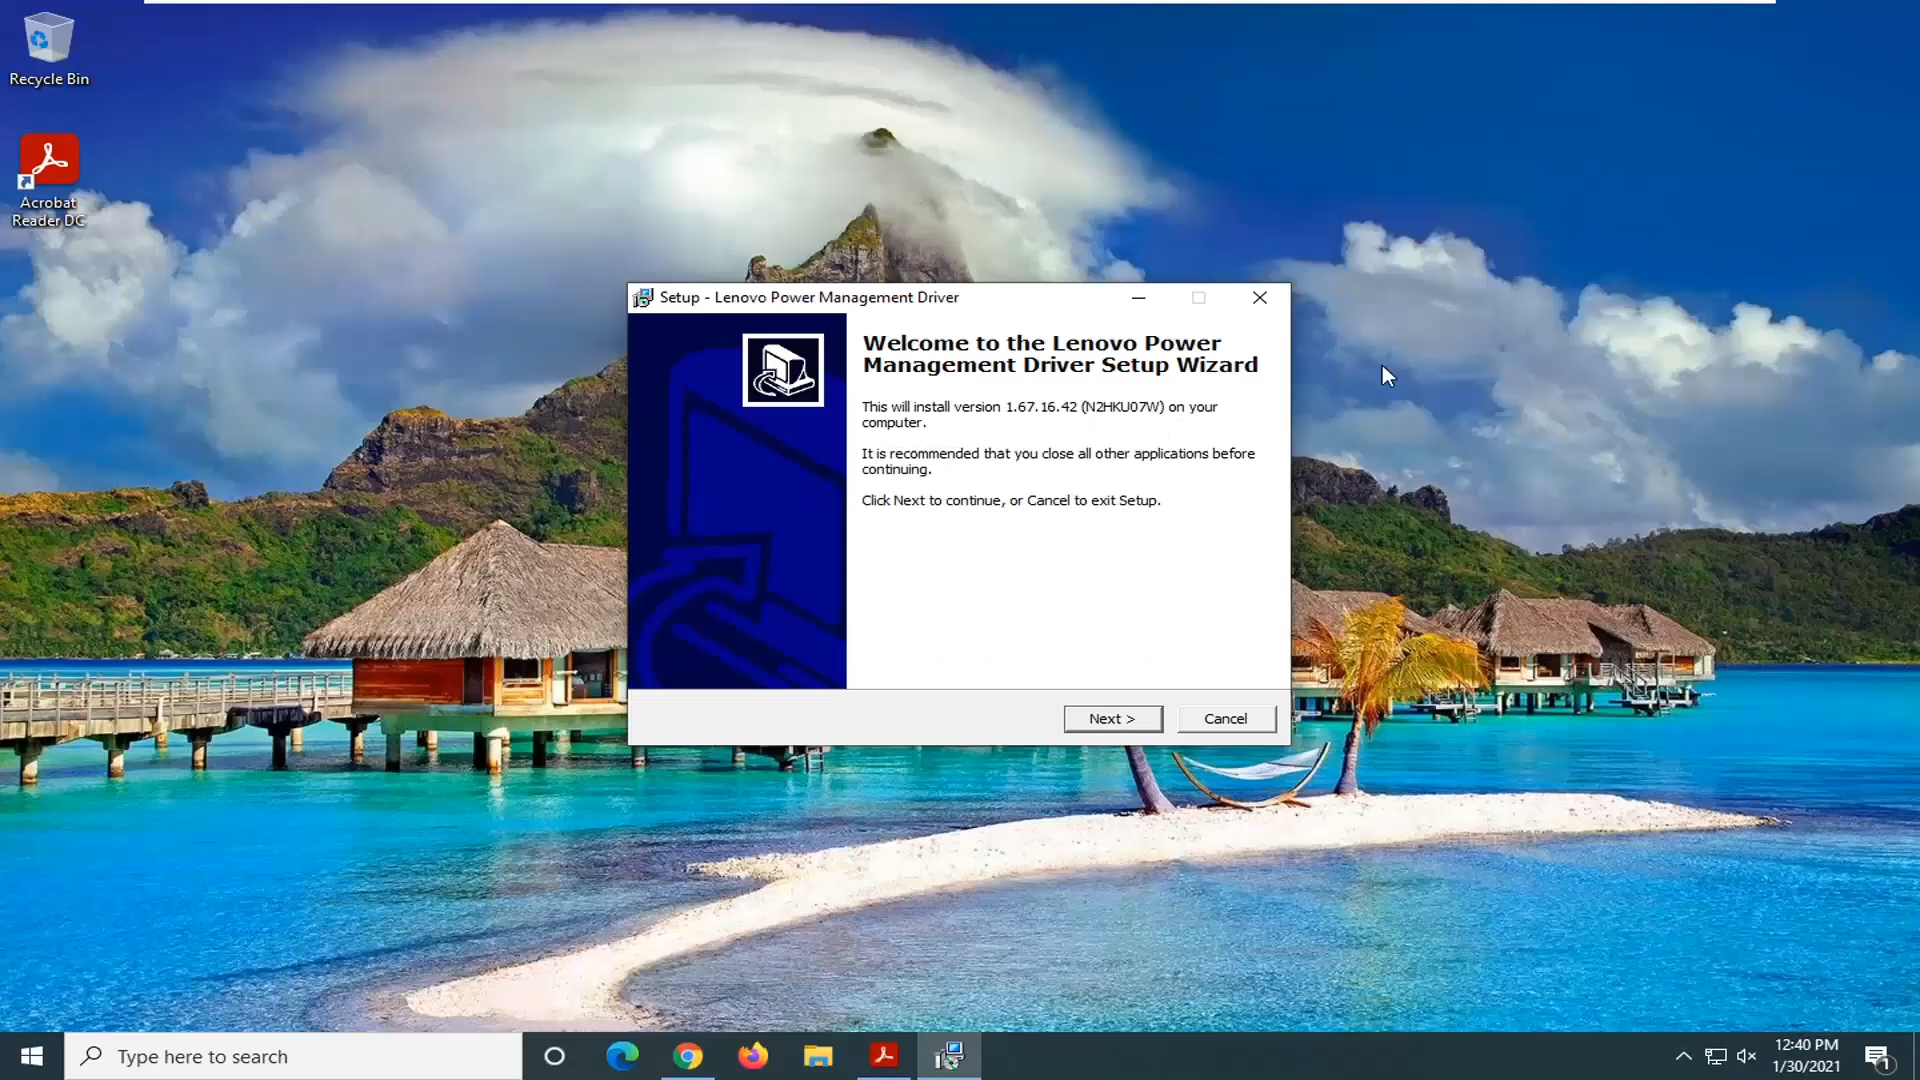 Recycle Bin
Acrobat
Reader DC
Setup - Lenovo Power Management Driver
Welcome to the Lenovo Power
Management Driver Setup Wizard
This will install version 1.67.16.42 (N2HKU07W) on your
computer.
It is recommended that you close all other applications before
continuing.
Click Next to continue, or Cancel to exit Setup.
Next >
Cancel
Type here to search
12:40 PM
1/30/2021
1